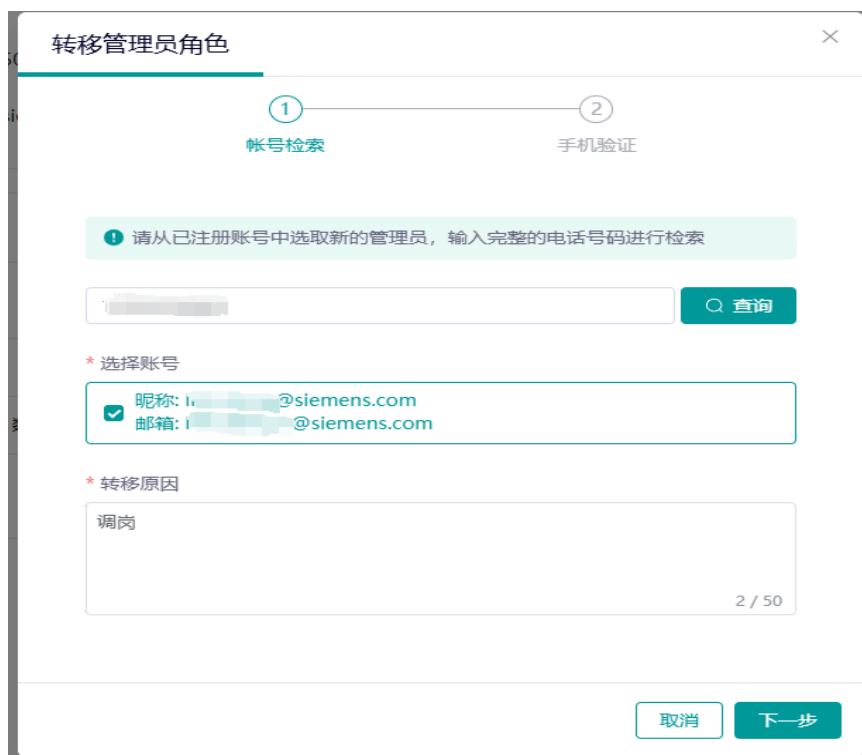 转移管理员角色
1
2
帐号检索
手机验证
请从已注册账号中选取新的管理员，输入完整的电话号码进行检索
查询
* 选择账号
昵称: @siemens.com
邮箱: @siemens.com
* 转移原因
调岗
2 / 50
取消
下一步